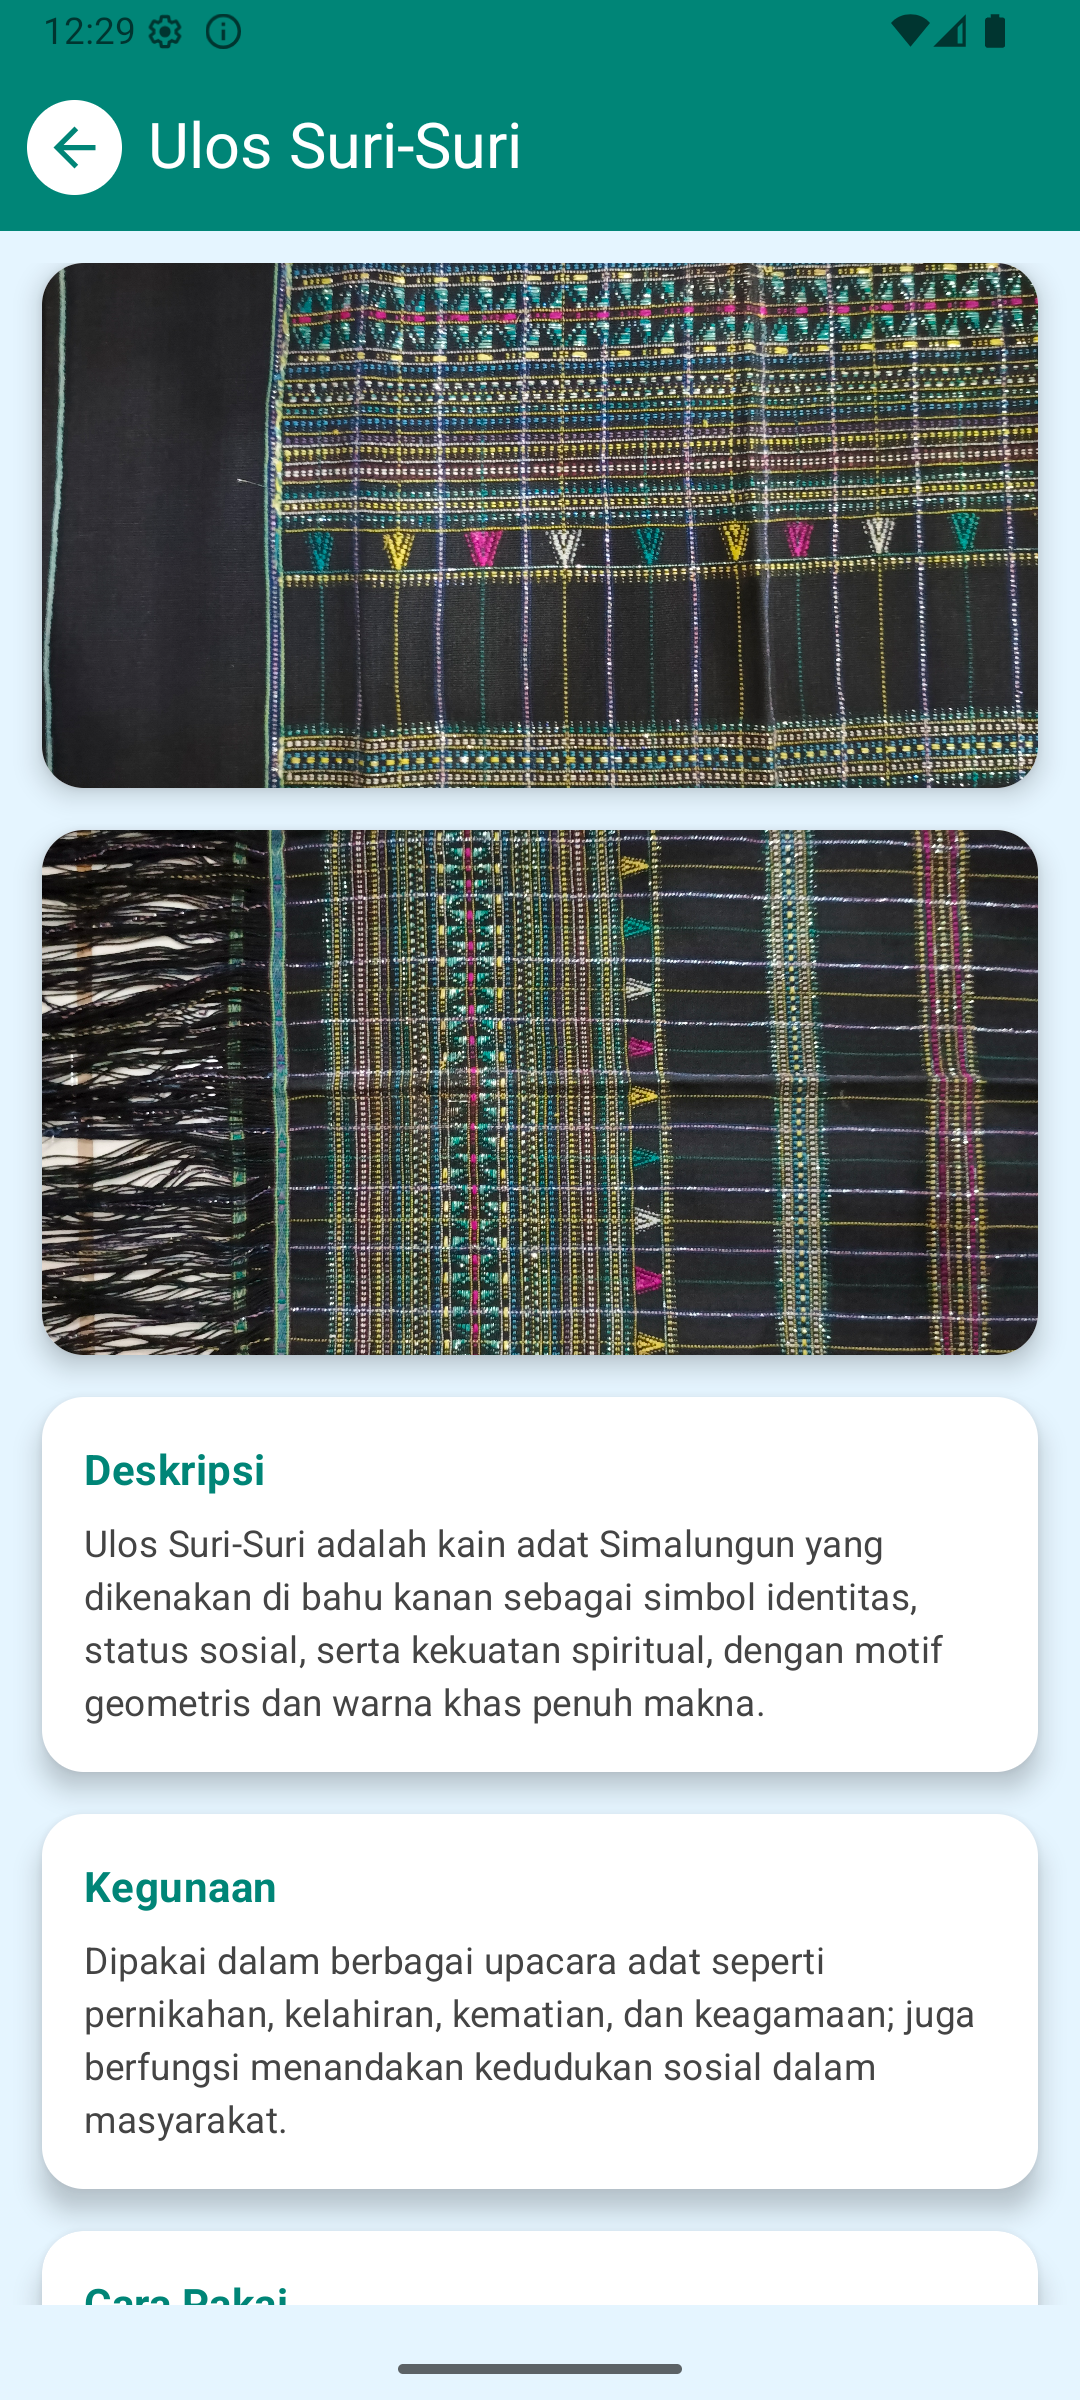 12:29
Ulos Suri-Suri
Deskripsi
Ulos Suri-Suri adalah kain adat Simalungun yang
dikenakan di bahu kanan sebagai simbol identitas,
status sosial, serta kekuatan spiritual, dengan motif
geometris dan warna khas penuh makna.
Kegunaan
Dipakai dalam berbagai upacara adat seperti
pernikahan, kelahiran, kematian, dan keagamaan; juga
berfungsi menandakan kedudukan sosial dalam
masyarakat.
Cara Pakai